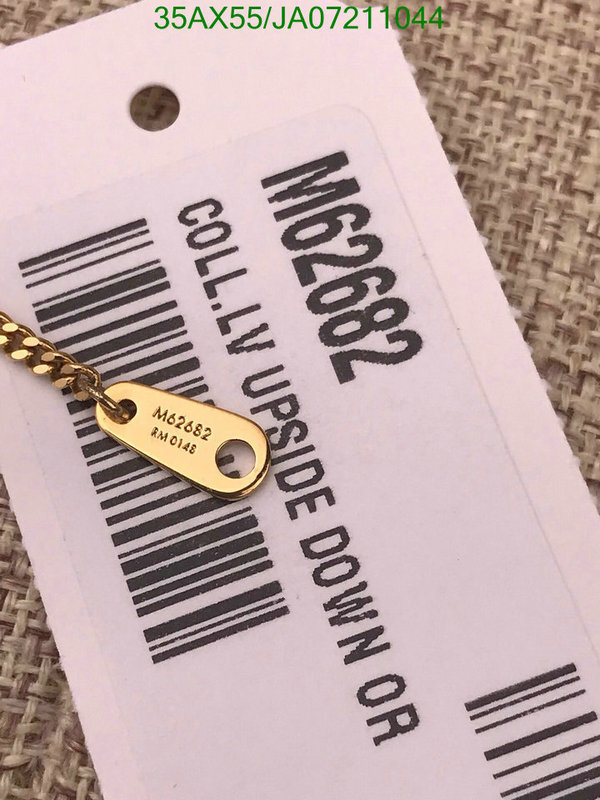 35AX55/JA07211044
M62682
COLL.LV UPSIDE DOWN OR
M62682
RM0148